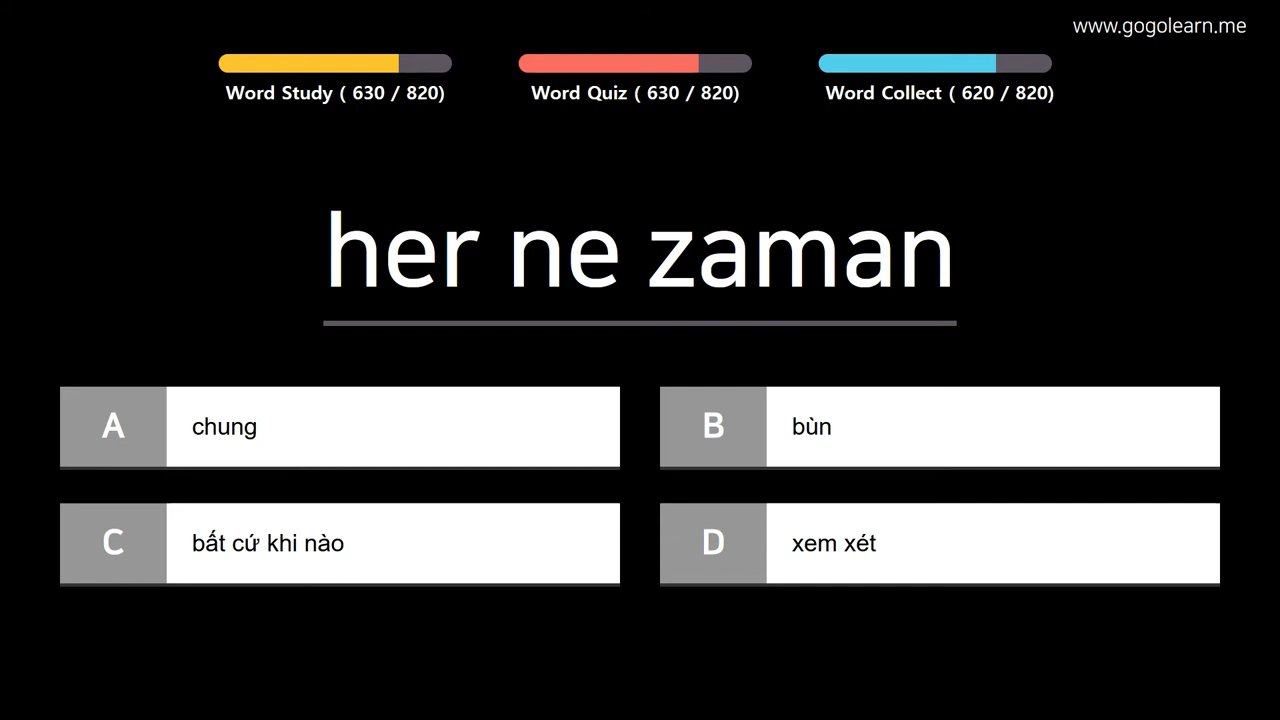 www.gogolearn.me
Word Study ( 630 / 820)
Word Quiz ( 630 / 820)
Word Collect ( 620 / 820)
her ne zaman
A chung
B bùn
C bất cứ khi nào
D xem xét